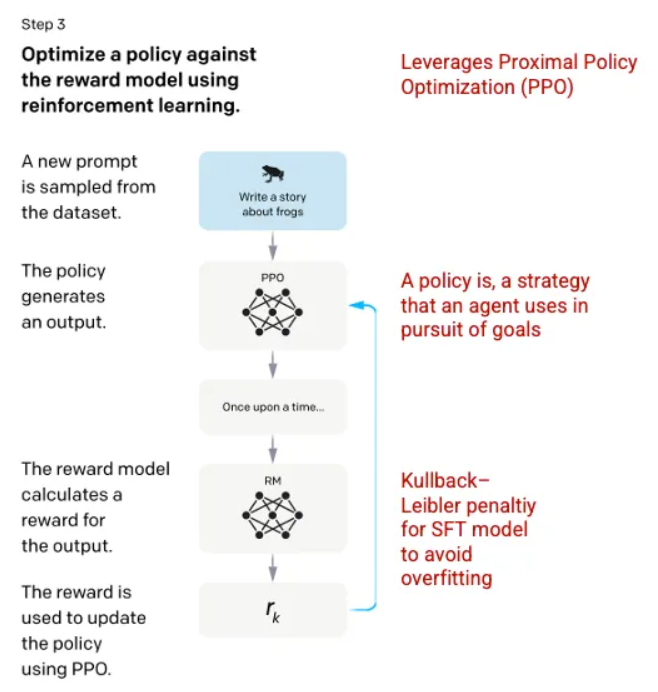 Step 3
Optimize a policy against
the reward model using
reinforcement learning.
Leverages Proximal Policy
Optimization (PPO)
A new prompt
is sampled from
the dataset.
Write a story
about frogs
The policy
generates
an output.
PPO
A policy is, a strategy
that an agent uses in
pursuit of goals
Once upon a time...
The reward model
calculates a
reward for
the output.
RM
Kullback–
Leibler penaltiy
for SFT model
to avoid
overfitting
The reward is
used to update
the policy
using PPO.
rk